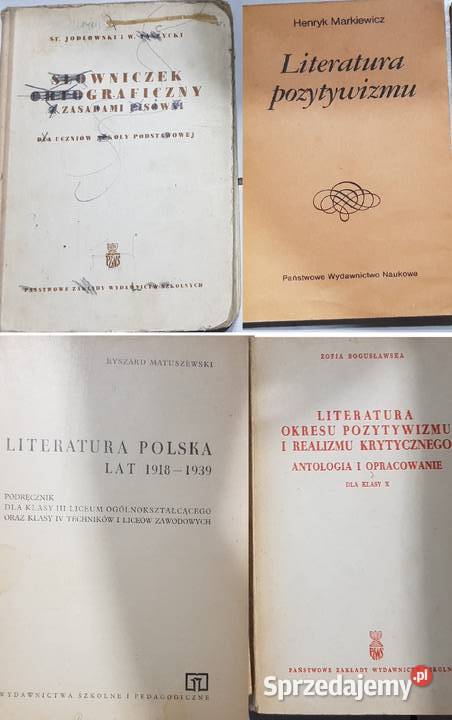 ST. JODŁOWSKI i W. TASZYCKI
SŁOWNICZEK
ORTOGRAFICZNY
Z ZASADAMI PISOWNI
DLA UCZNIÓW SZKOŁY PODSTAWOWEJ
PZWS
PAŃSTWOWE ZAKŁADY WYDAWNICTW SZKOLNYCH
Henryk Markiewicz
Literatura
pozytywizmu
Państwowe Wydawnictwo Naukowe
RYSZARD MATUSZEWSKI
LITERATURA POLSKA
LAT 1918—1939
PODRĘCZNIK
DLA KLASY III LICEUM OGÓLNOKSZTAŁCĄCEGO
ORAZ KLASY IV TECHNIKÓW I LICEÓW ZAWODOWYCH
WYDAWNICTWA SZKOLNE I PEDAGOGICZNE
ZOFIA BOGUSŁAWSKA
LITERATURA
OKRESU POZYTYWIZMU
I REALIZMU KRYTYCZNEGO
ANTOLOGIA I OPRACOWANIE
DLA KLASY X
PZWS
PAŃSTWOWE ZAKŁADY WYDAWNICTW SZKOLN
Sprzedajemy.pl